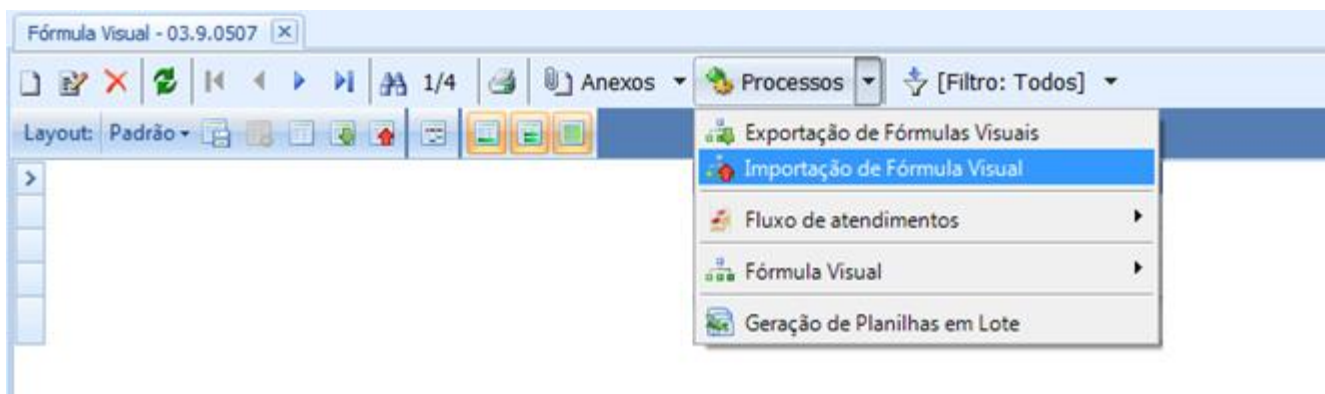 Fórmula Visual - 03.9.0507
1/4 Anexos Processos [Filtro: Todos]
Layout: Padrão
Exportação de Fórmulas Visuais
Importação de Fórmula Visual
Fluxo de atendimentos
Fórmula Visual
Geração de Planilhas em Lote